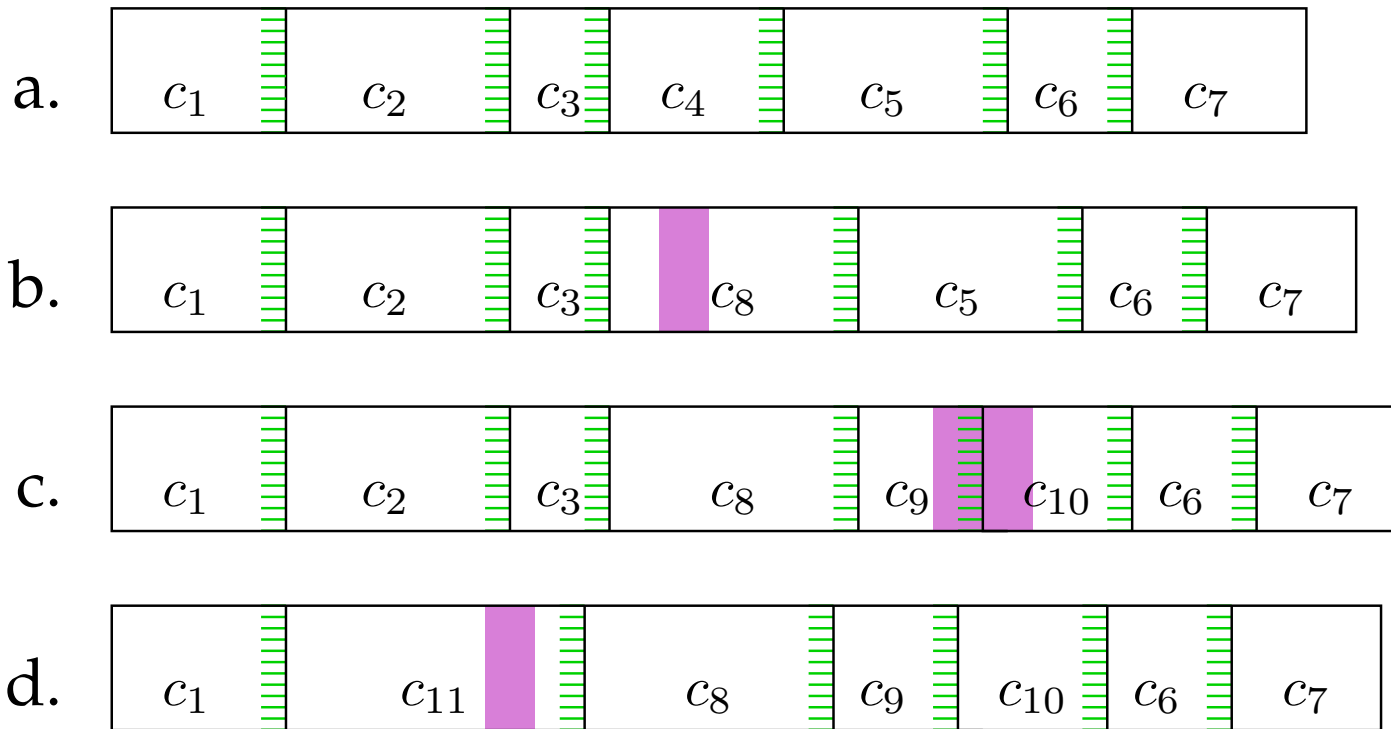 a. c₁ c₂ c₃ c₄ c₅ c₆ c₇
b. c₁ c₂ c₃ c₈ c₅ c₆ c₇
c. c₁ c₂ c₃ c₈ c₉ c₁₀ c₆ c₇
d. c₁ c₁₁ c₈ c₉ c₁₀ c₆ c₇